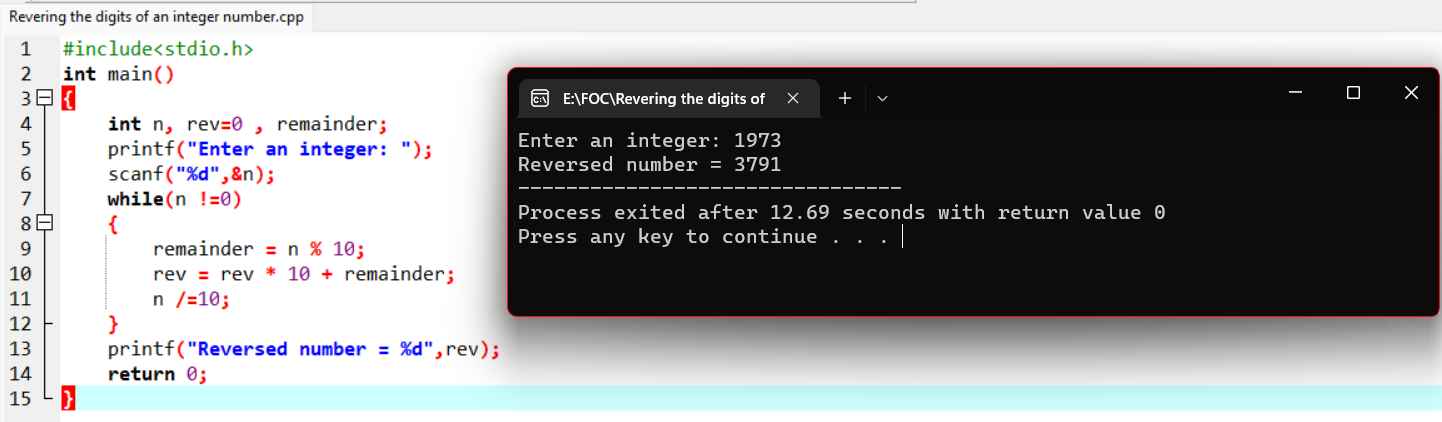 Revering the digits of an integer number.cpp
1 #include<stdio.h>
2 int main()
3 {
4 int n, rev=0 , remainder;
5 printf("Enter an integer: ");
6 scanf("%d",&n);
7 while(n !=0)
8 {
9 remainder = n % 10;
10 rev = rev * 10 + remainder;
11 n /=10;
12 }
13 printf("Reversed number = %d",rev);
14 return 0;
15 }
E:\FOC\Revering the digits of
Enter an integer: 1973
Reversed number = 3791
--------------------------------
Process exited after 12.69 seconds with return value 0
Press any key to continue . . .